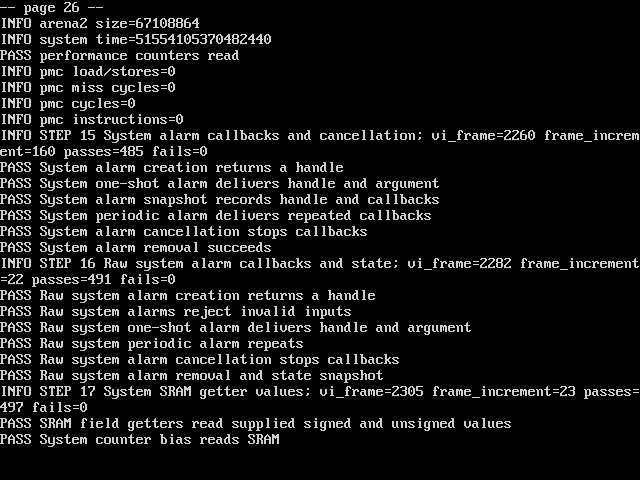 -- page 26 --
INFO arena2 size=67108864
INFO system time=51554105370482440
PASS performance counters read
INFO pmc load/stores=0
INFO pmc miss cycles=0
INFO pmc cycles=0
INFO pmc instructions=0
INFO STEP 15 System alarm callbacks and cancellation; vi_frame=2260 frame_increm
ent=160 passes=485 fails=0
PASS System alarm creation returns a handle
PASS System one-shot alarm delivers handle and argument
PASS System alarm snapshot records handle and callbacks
PASS System periodic alarm delivers repeated callbacks
PASS System alarm cancellation stops callbacks
PASS System alarm removal succeeds
INFO STEP 16 Raw system alarm callbacks and state; vi_frame=2282 frame_increment
=22 passes=491 fails=0
PASS Raw system alarm creation returns a handle
PASS Raw system alarms reject invalid inputs
PASS Raw system one-shot alarm delivers handle and argument
PASS Raw system periodic alarm repeats
PASS Raw system alarm cancellation stops callbacks
PASS Raw system alarm removal and state snapshot
INFO STEP 17 System SRAM getter values; vi_frame=2305 frame_increment=23 passes=
497 fails=0
PASS SRAM field getters read supplied signed and unsigned values
PASS System counter bias reads SRAM